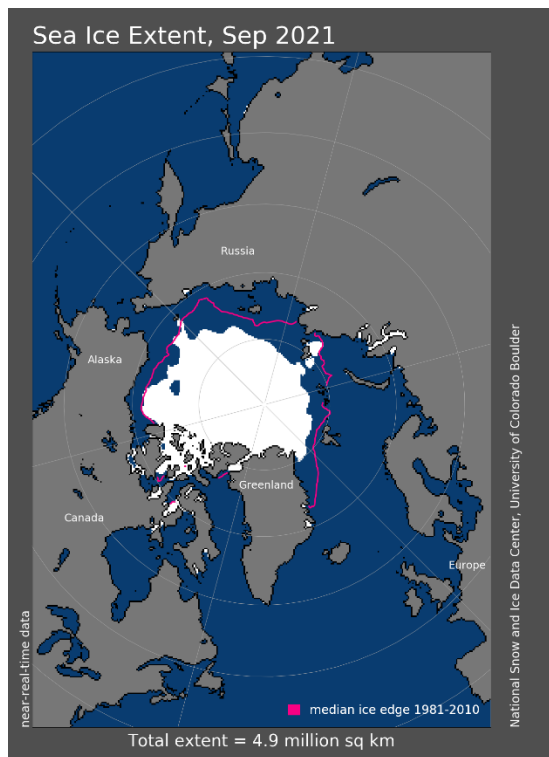 Sea Ice Extent, Sep 2021
Russia
Alaska
Greenland
Canada
Europe
near-real-time data
National Snow and Ice Data Center, University of Colorado Boulder
median ice edge 1981-2010
Total extent = 4.9 million sq km